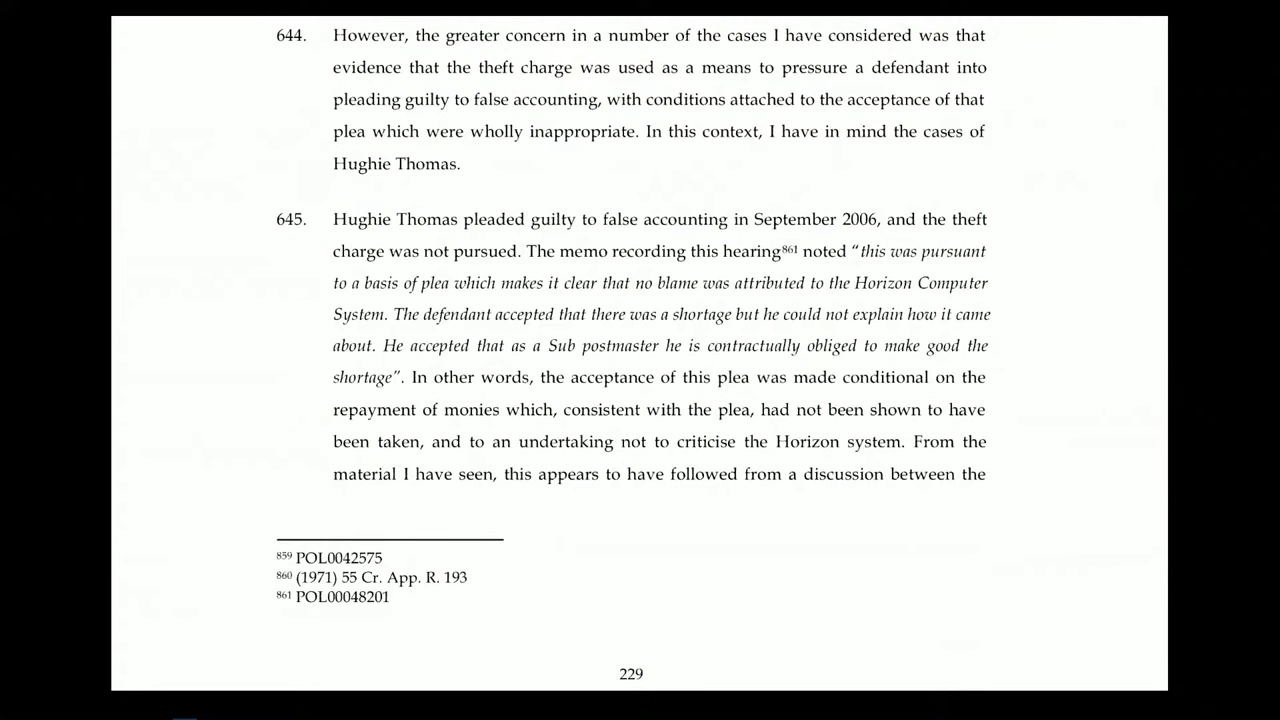 644. However, the greater concern in a number of the cases I have considered was that
evidence that the theft charge was used as a means to pressure a defendant into
pleading guilty to false accounting, with conditions attached to the acceptance of that
plea which were wholly inappropriate. In this context, I have in mind the cases of
Hughie Thomas.
645. Hughie Thomas pleaded guilty to false accounting in September 2006, and the theft
charge was not pursued. The memo recording this hearing861 noted “this was pursuant
to a basis of plea which makes it clear that no blame was attributed to the Horizon Computer
System. The defendant accepted that there was a shortage but he could not explain how it came
about. He accepted that as a Sub postmaster he is contractually obliged to make good the
shortage”. In other words, the acceptance of this plea was made conditional on the
repayment of monies which, consistent with the plea, had not been shown to have
been taken, and to an undertaking not to criticise the Horizon system. From the
material I have seen, this appears to have followed from a discussion between the
859 POL0042575
860 (1971) 55 Cr. App. R. 193
861 POL00048201
229